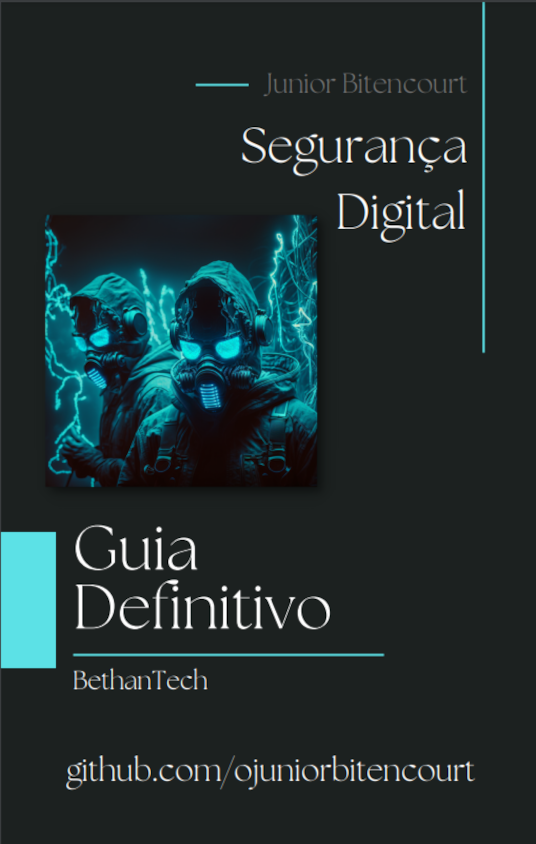 Junior Bitencourt
Segurança
Digital
Guia
Definitivo
BethanTech
github.com/ojuniorbitencourt